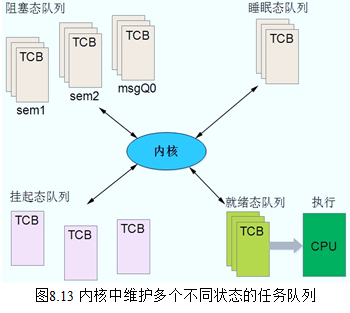 阻塞态队列
睡眠态队列
TCB
TCB
TCB
TCB
sem1
sem2
msgQ0
内核
挂起态队列
就绪态队列
执行
TCB
TCB
TCB
TCB
CPU
图8.13 内核中维护多个不同状态的任务队列